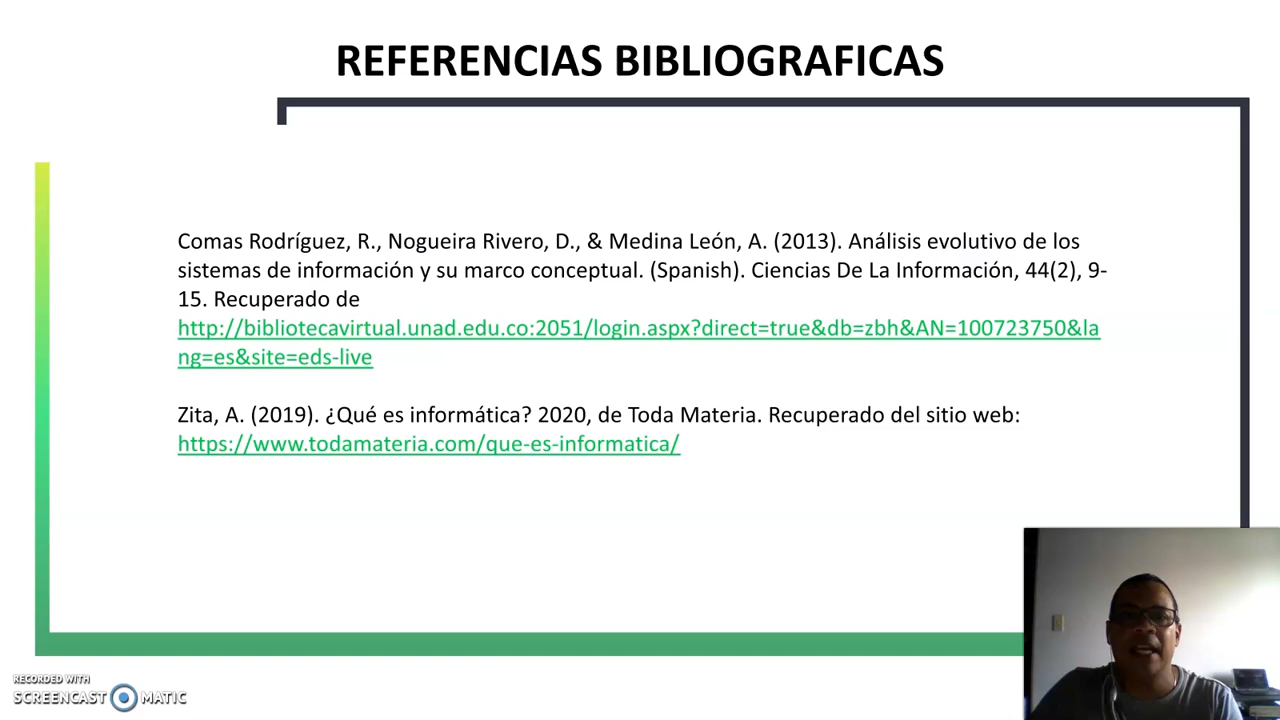 REFERENCIAS BIBLIOGRAFICAS
Comas Rodríguez, R., Nogueira Rivero, D., & Medina León, A. (2013). Análisis evolutivo de los
sistemas de información y su marco conceptual. (Spanish). Ciencias De La Información, 44(2), 9-
15. Recuperado de
http://bibliotecavirtual.unad.edu.co:2051/login.aspx?direct=true&db=zbh&AN=100723750&la
ng=es&site=eds-live
Zita, A. (2019). ¿Qué es informática? 2020, de Toda Materia. Recuperado del sitio web:
https://www.todamateria.com/que-es-informatica/
RECORDED WITH
SCREENCAST MATIC